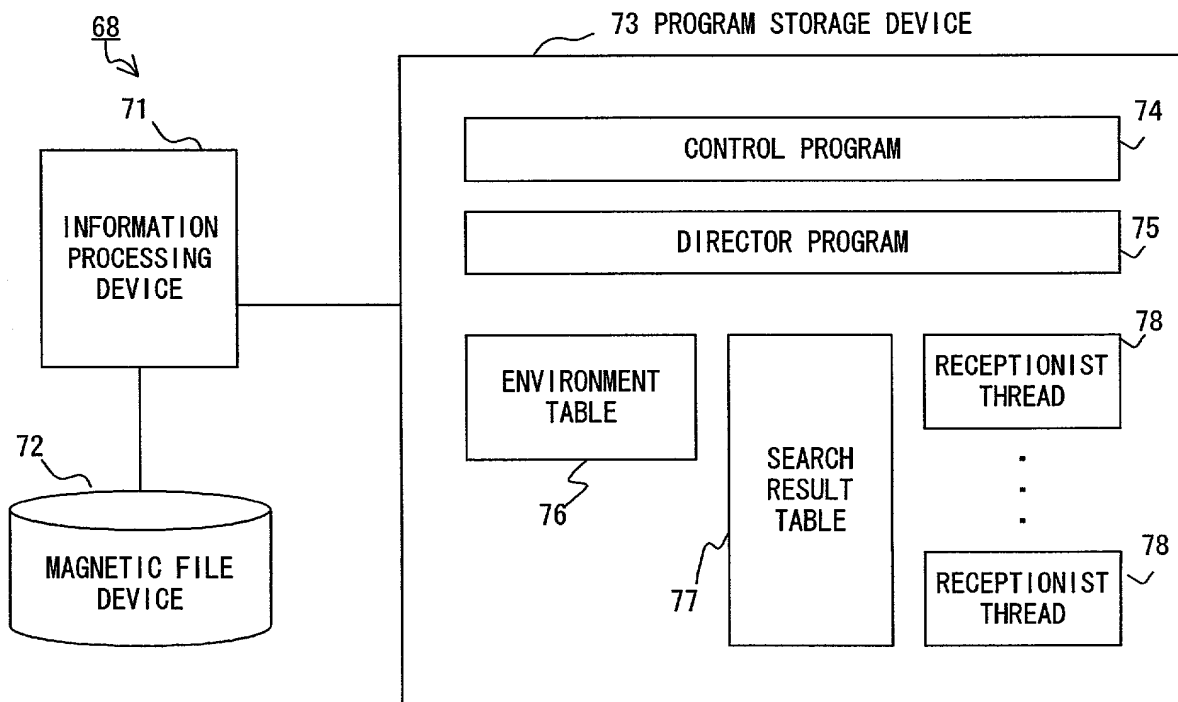 68
73 PROGRAM STORAGE DEVICE
71
74
CONTROL PROGRAM
INFORMATION
PROCESSING
DEVICE
75
DIRECTOR PROGRAM
78
ENVIRONMENT
TABLE
RECEPTIONIST
THREAD
72
76
SEARCH
RESULT
TABLE
MAGNETIC FILE
DEVICE
77
78
RECEPTIONIST
THREAD